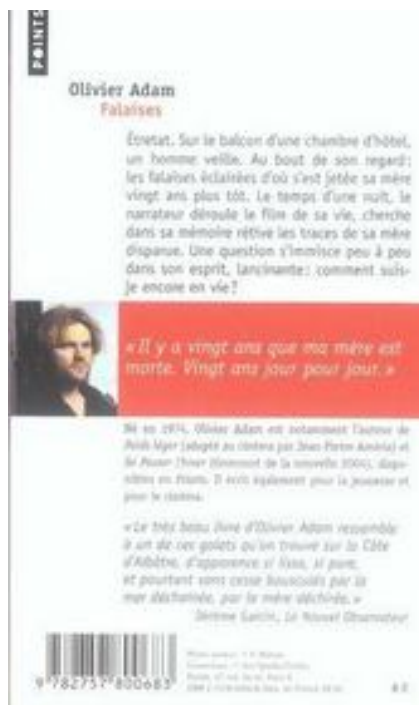 POINTS
Olivier Adam
Falaises
Étretat. Sur le balcon d'une chambre d'hôtel,
un homme veille. Au bout de son regard :
les falaises éclairées d'où s'est jetée sa mère
vingt ans plus tôt. Le temps d'une nuit, le
narrateur déroule le film de sa vie, cherche
dans sa mémoire rétive les traces de sa mère
disparue. Une question s'immisce peu à peu
dans son esprit, lancinante : comment suis-
je encore en vie ?
« Il y a vingt ans que ma mère est
morte. Vingt ans jour pour jour. »
Né en 1974, Olivier Adam est notamment l'auteur de
Poids léger (adapté au cinéma par Jean-Pierre Améris) et
de Passer l'hiver (Goncourt de la nouvelle 2004), dispo-
nibles en Points. Il écrit également pour la jeunesse et
pour le cinéma.
« Le très beau livre d'Olivier Adam ressemble
à un de ces galets qu'on trouve sur la Côte
d'Albâtre, d'apparence si lisse, si pure,
et pourtant sans cesse bousculés par la
mer déchaînée, par la mère déchirée. »
Jérôme Garcin, Le Nouvel Observateur
9 782757 800683